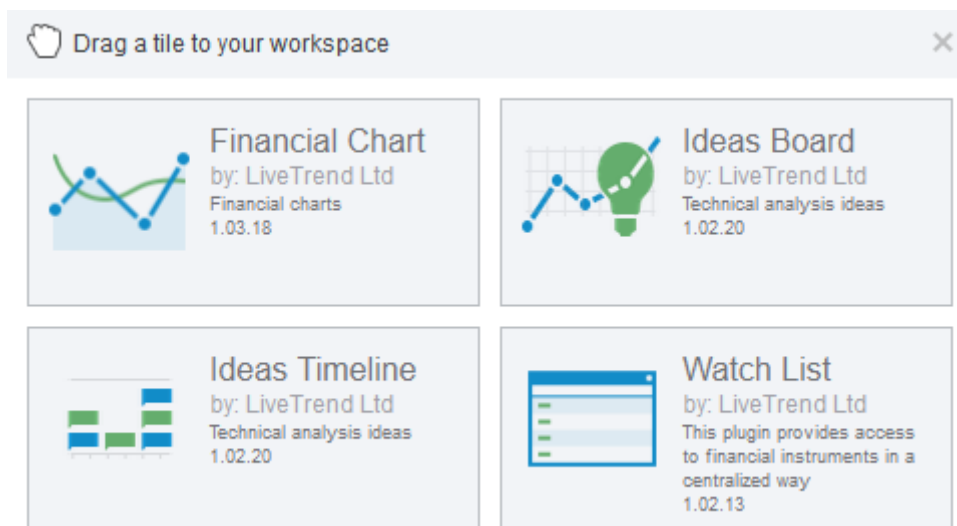 Drag a tile to your workspace
Financial Chart
by: LiveTrend Ltd
Financial charts
1.03.18
Ideas Board
by: LiveTrend Ltd
Technical analysis ideas
1.02.20
Ideas Timeline
by: LiveTrend Ltd
Technical analysis ideas
1.02.20
Watch List
by: LiveTrend Ltd
This plugin provides access
to financial instruments in a
centralized way
1.02.13